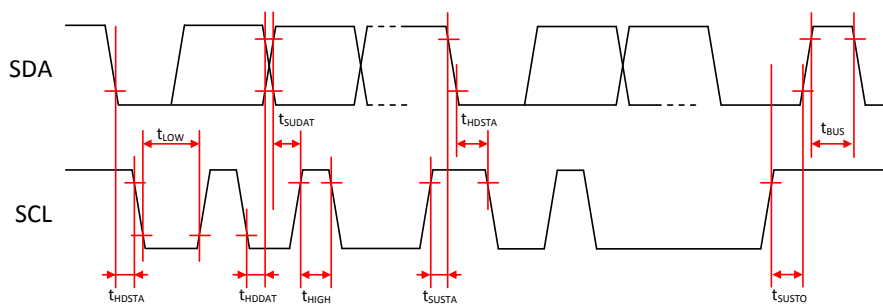 SDA
tSUDAT
tHDSTA
tLOW
tBUS
SCL
tHDSTA
tHDDAT
tHIGH
tSUSTA
tSUSTO